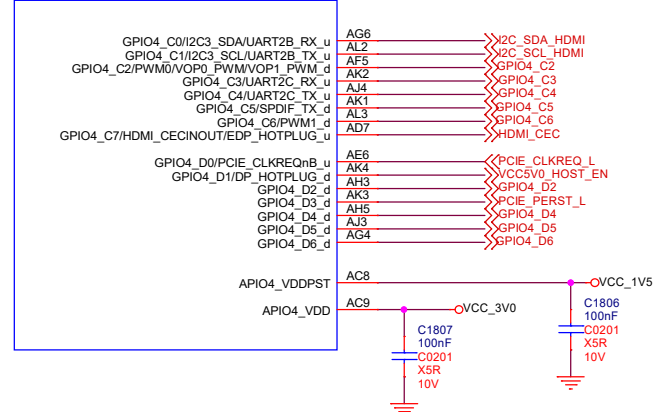 GPIO4_C0/I2C3_SDA/UART2B_RX_u AG6 I2C_SDA_HDMI
GPIO4_C1/I2C3_SCL/UART2B_TX_u AL2 I2C_SCL_HDMI
GPIO4_C2/PWM0/VOP0_PWM/VOP1_PWM_d AF5 GPIO4_C2
GPIO4_C3/UART2C_RX_u AK2 GPIO4_C3
GPIO4_C4/UART2C_TX_u AJ4 GPIO4_C4
GPIO4_C5/SPDIF_TX_d AK1 GPIO4_C5
GPIO4_C6/PWM1_d AL3 GPIO4_C6
GPIO4_C7/HDMI_CECINOUT/EDP_HOTPLUG_u AD7 HDMI_CEC
GPIO4_D0/PCIE_CLKREQnB_u AE6 PCIE_CLKREQ_L
GPIO4_D1/DP_HOTPLUG_d AK4 VCC5V0_HOST_EN
GPIO4_D2_d AH3 GPIO4_D2
GPIO4_D3_d AK3 PCIE_PERST_L
GPIO4_D4_d AH5 GPIO4_D4
GPIO4_D5_d AJ3 GPIO4_D5
GPIO4_D6_d AG4 GPIO4_D6
APIO4_VDDPST AC8 VCC_1V5
APIO4_VDD AC9 VCC_3V0
C1806
100nF
C0201
X5R
10V
C1807
100nF
C0201
X5R
10V